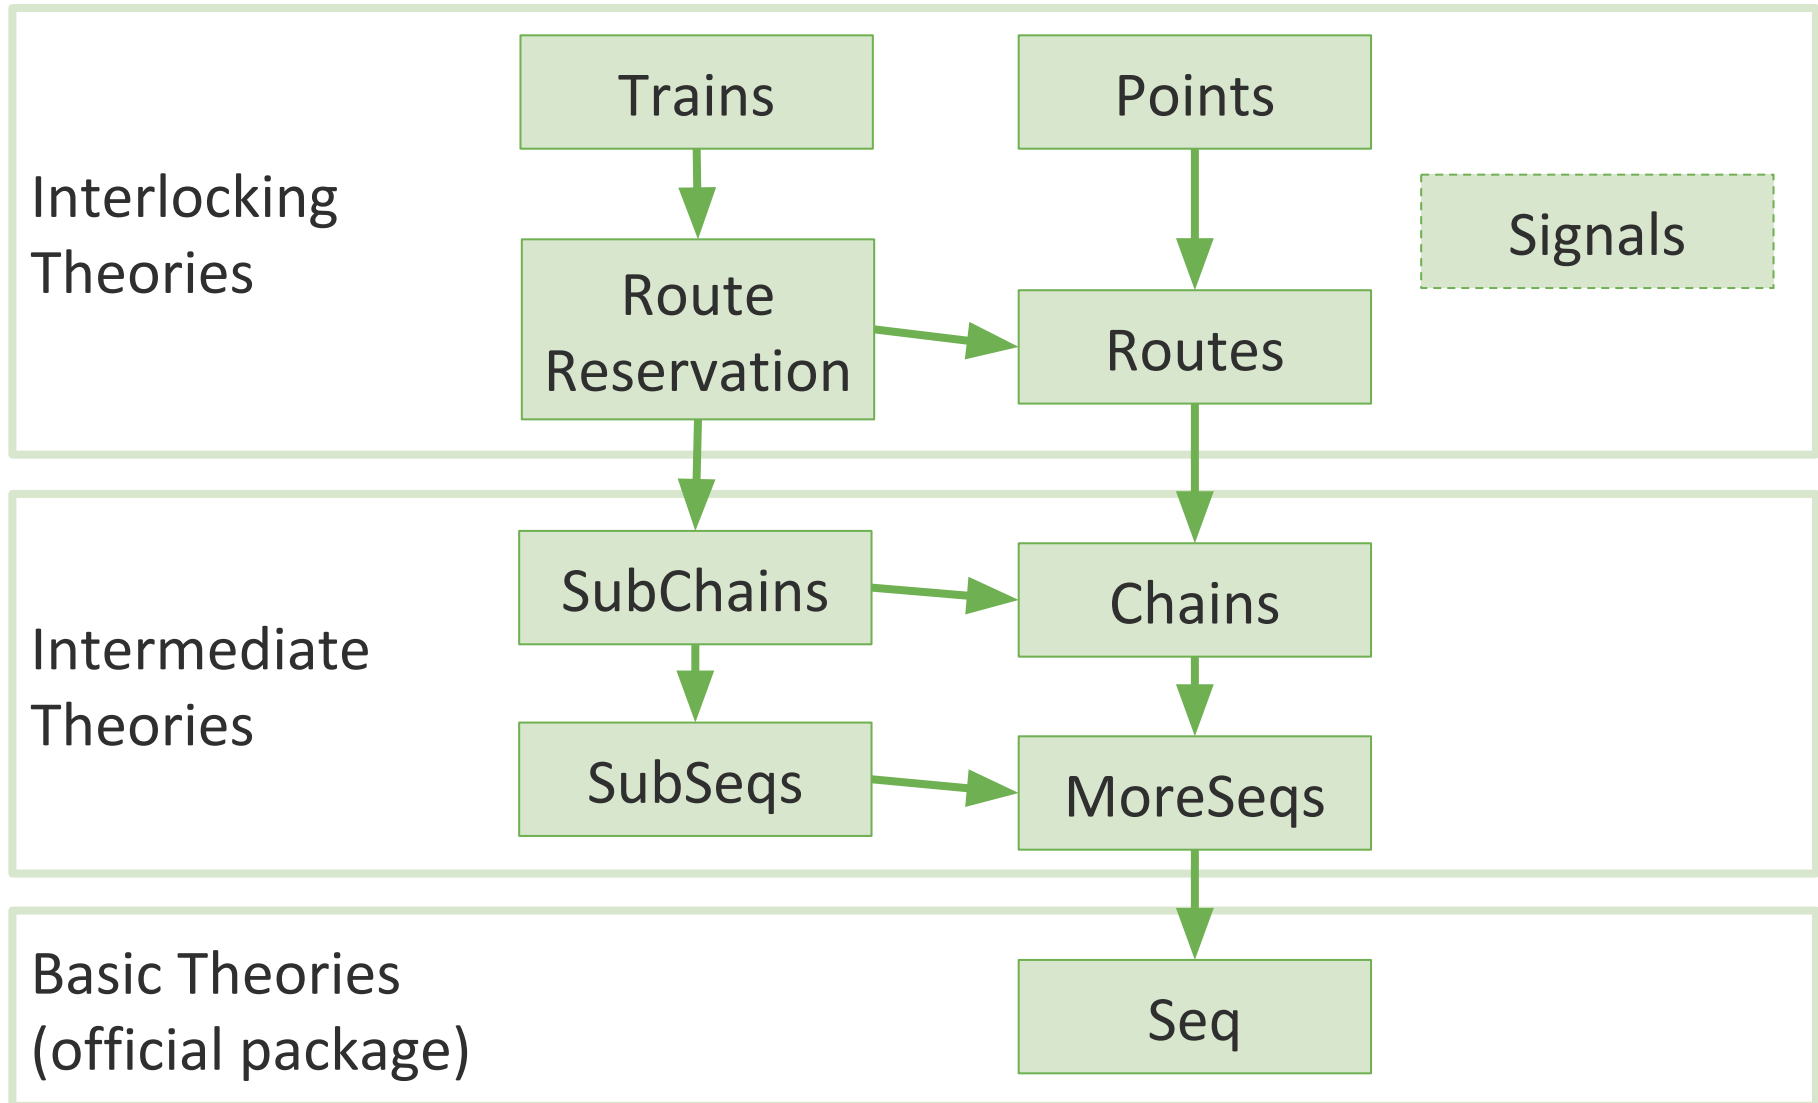 Interlocking
Theories
Trains
Points
Signals
Route
Reservation
Routes
Intermediate
Theories
SubChains
Chains
SubSeqs
MoreSeqs
Basic Theories
(official package)
Seq